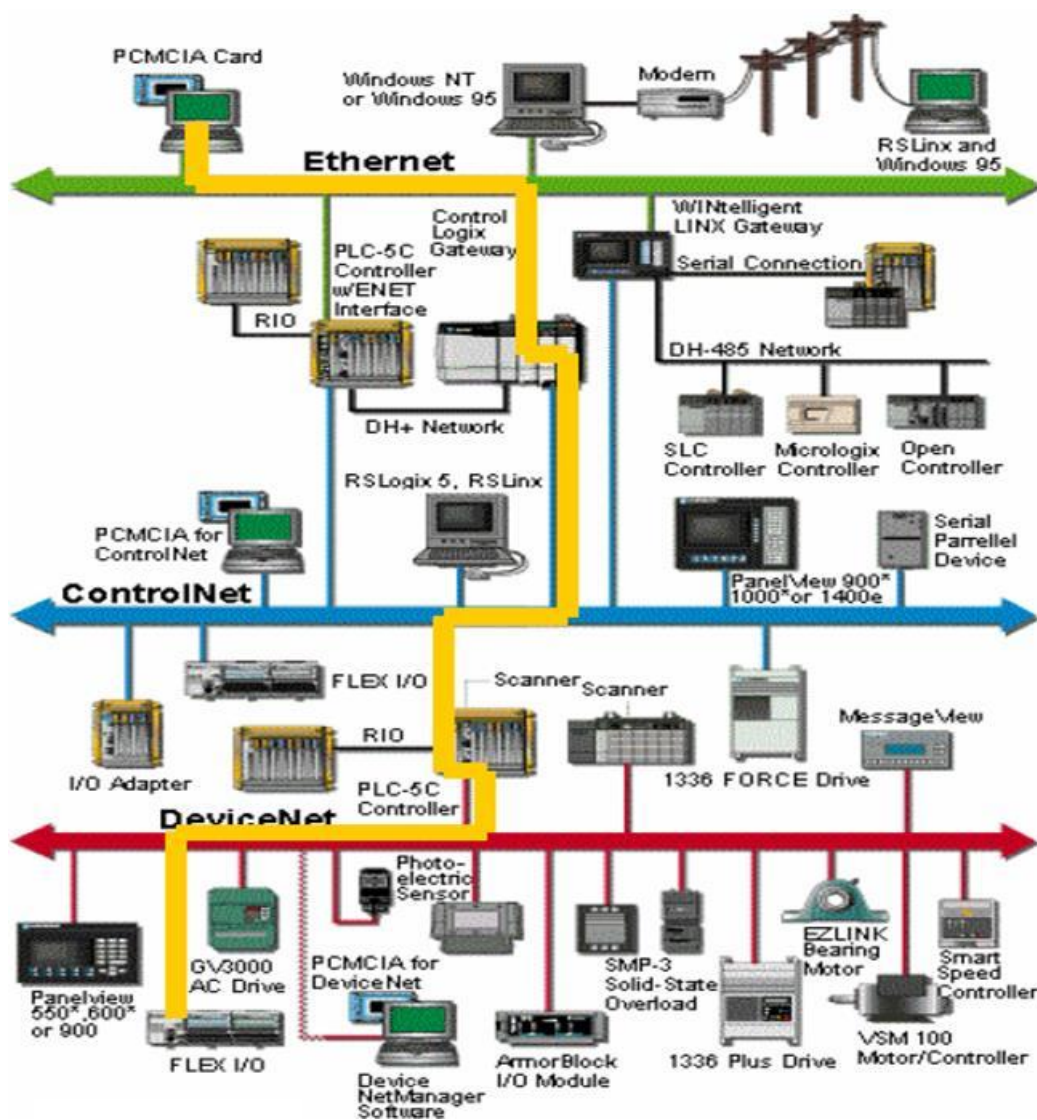 PCMCIA Card
Windows NT
or Windows 95
Modern
RSLinx and
Windows 95
Ethernet
Control
Logix
Gateway
WINtelligent
LINX Gateway
PLC-5C
Controller
w/ENET
Interface
Serial Connection
RIO
DH-485 Network
DH+ Network
SLC
Controller
Micrologix
Controller
Open
Controller
RSLogix 5, RSLinx
PCMCIA for
ControlNet
Serial
Parrellel
Device
PanelView 900*
1000* or 1400e
ControlNet
FLEX I/O
Scanner
Scanner
MessageView
RIO
I/O Adapter
1336 FORCE Drive
PLC-5C
Controller
DeviceNet
Photo-
electric
Sensor
GV3000
AC Drive
PCMCIA for
DeviceNet
SMP-3
Solid-State
Overload
EZLINK
Bearing
Motor
Smart
Speed
Controller
Panelview
550*,600*
or 900
FLEX I/O
Device
NetManager
Software
ArmorBlock
I/O Module
1336 Plus Drive
VSM 100
Motor/Controller